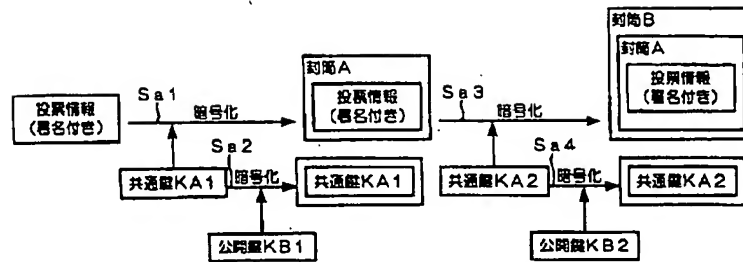 封筒B
封筒A
封筒A
投票情報
(署名付き)
Sa1
暗号化
投票情報
(署名付き)
Sa3
暗号化
投票情報
(署名付き)
Sa2
Sa4
共通鍵KA1
暗号化
共通鍵KA1
共通鍵KA2
暗号化
共通鍵KA2
公開鍵KB1
公開鍵KB2